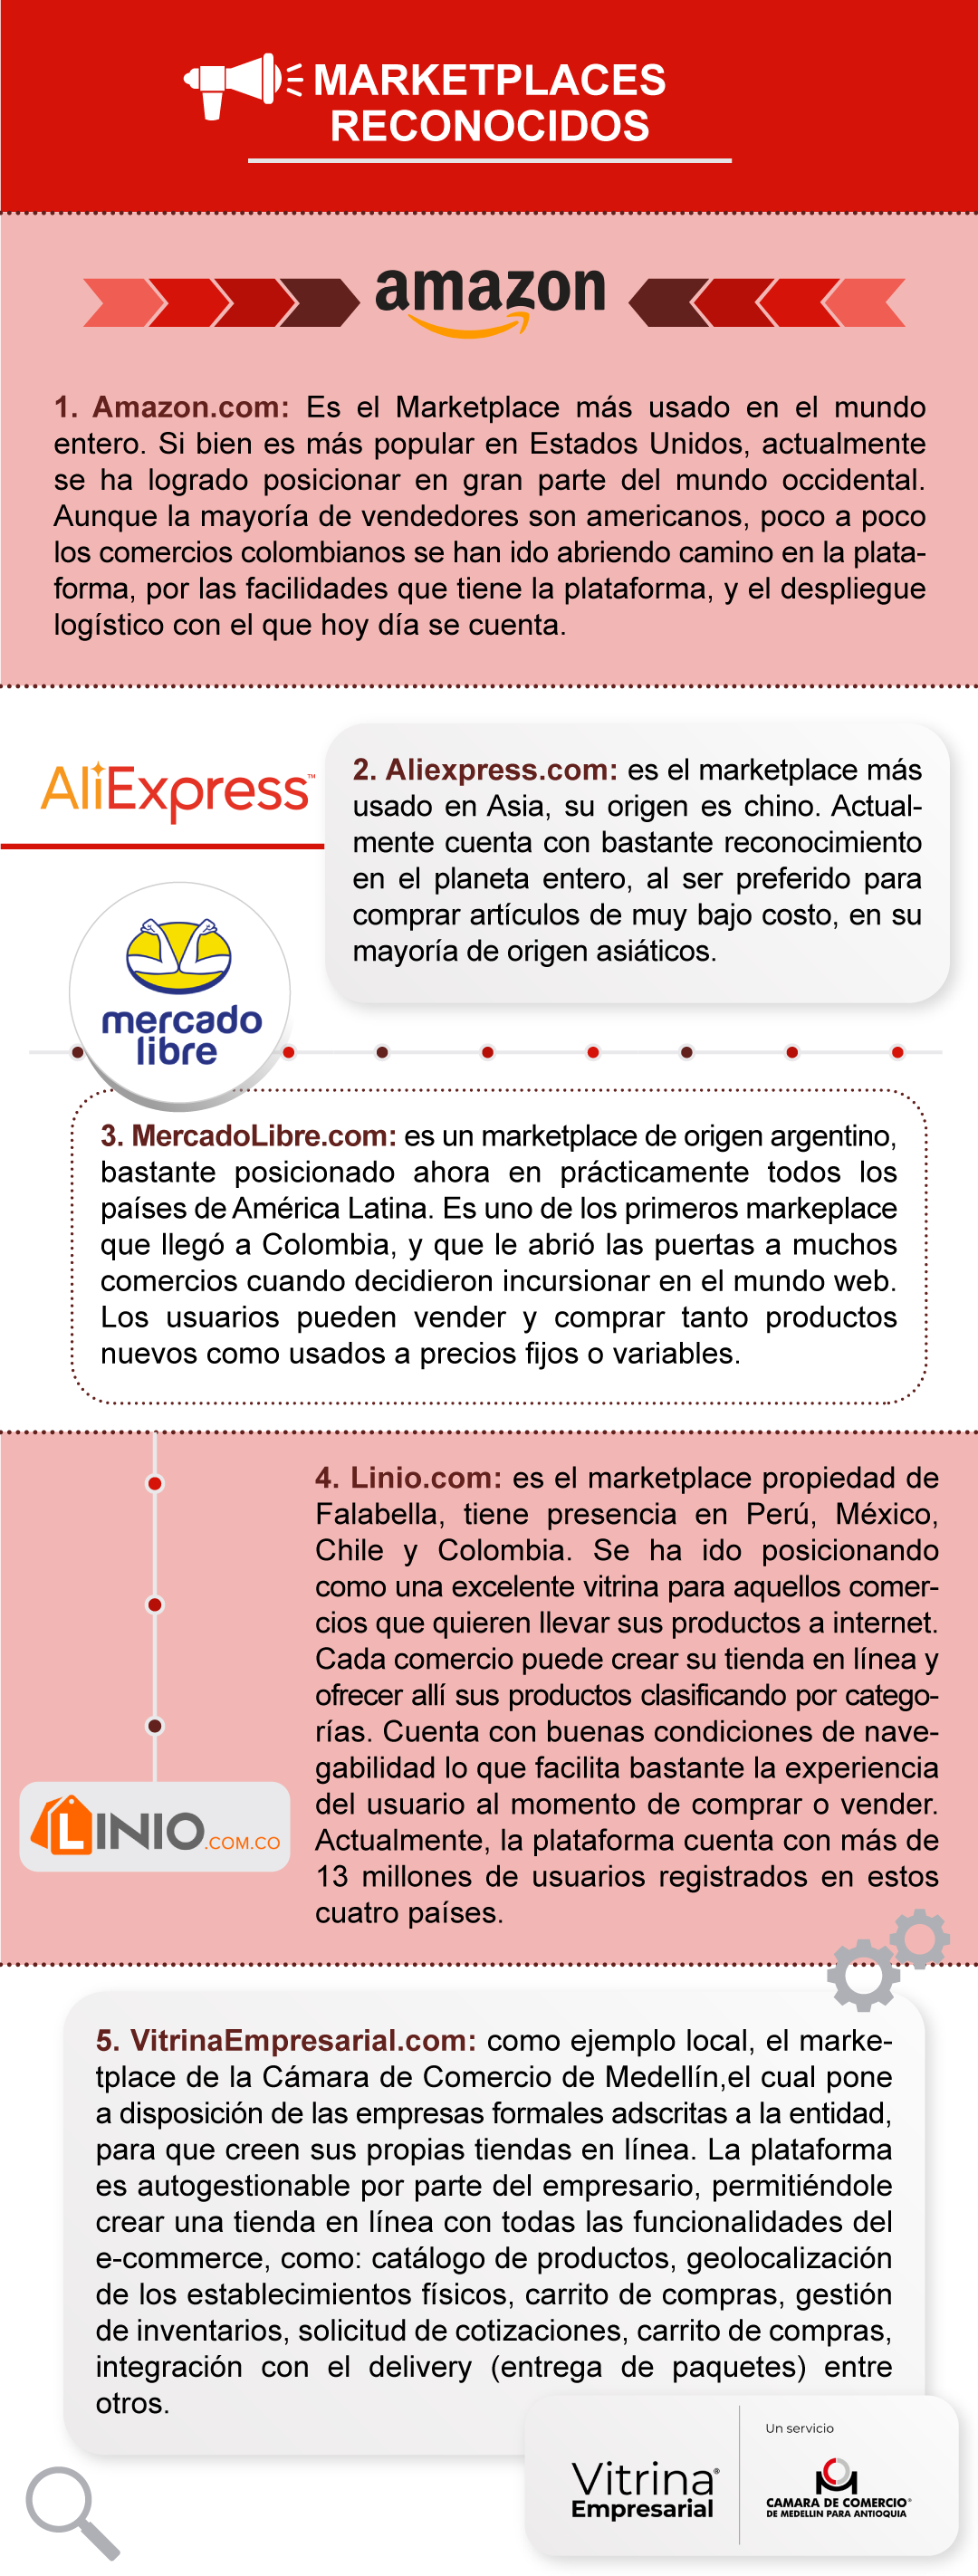 MARKETPLACES
RECONOCIDOS
amazon
1. Amazon.com: Es el Marketplace más usado en el mundo
entero. Si bien es más popular en Estados Unidos, actualmente
se ha logrado posicionar en gran parte del mundo occidental.
Aunque la mayoría de vendedores son americanos, poco a poco
los comercios colombianos se han ido abriendo camino en la plata-
forma, por las facilidades que tiene la plataforma, y el despliegue
logístico con el que hoy día se cuenta.
AliExpress™
2. Aliexpress.com: es el marketplace más
usado en Asia, su origen es chino. Actual-
mente cuenta con bastante reconocimiento
en el planeta entero, al ser preferido para
comprar artículos de muy bajo costo, en su
mayoría de origen asiáticos.
mercado
libre
3. MercadoLibre.com: es un marketplace de origen argentino,
bastante posicionado ahora en prácticamente todos los
países de América Latina. Es uno de los primeros markeplace
que llegó a Colombia, y que le abrió las puertas a muchos
comercios cuando decidieron incursionar en el mundo web.
Los usuarios pueden vender y comprar tanto productos
nuevos como usados a precios fijos o variables.
4. Linio.com: es el marketplace propiedad de
Falabella, tiene presencia en Perú, México,
Chile y Colombia. Se ha ido posicionando
como una excelente vitrina para aquellos comer-
cios que quieren llevar sus productos a internet.
Cada comercio puede crear su tienda en línea y
ofrecer allí sus productos clasificando por catego-
rías. Cuenta con buenas condiciones de nave-
gabilidad lo que facilita bastante la experiencia
del usuario al momento de comprar o vender.
Actualmente, la plataforma cuenta con más de
13 millones de usuarios registrados en estos
cuatro países.
LINIO.COM.CO
5. VitrinaEmpresarial.com: como ejemplo local, el marke-
tplace de la Cámara de Comercio de Medellín,el cual pone
a disposición de las empresas formales adscritas a la entidad,
para que creen sus propias tiendas en línea. La plataforma
es autogestionable por parte del empresario, permitiéndole
crear una tienda en línea con todas las funcionalidades del
e-commerce, como: catálogo de productos, geolocalización
de los establecimientos físicos, carrito de compras, gestión
de inventarios, solicitud de cotizaciones, carrito de compras,
integración con el delivery (entrega de paquetes) entre
otros.
Vitrina®
Empresarial
Un servicio
CAMARA DE COMERCIO®
DE MEDELLIN PARA ANTIOQUIA